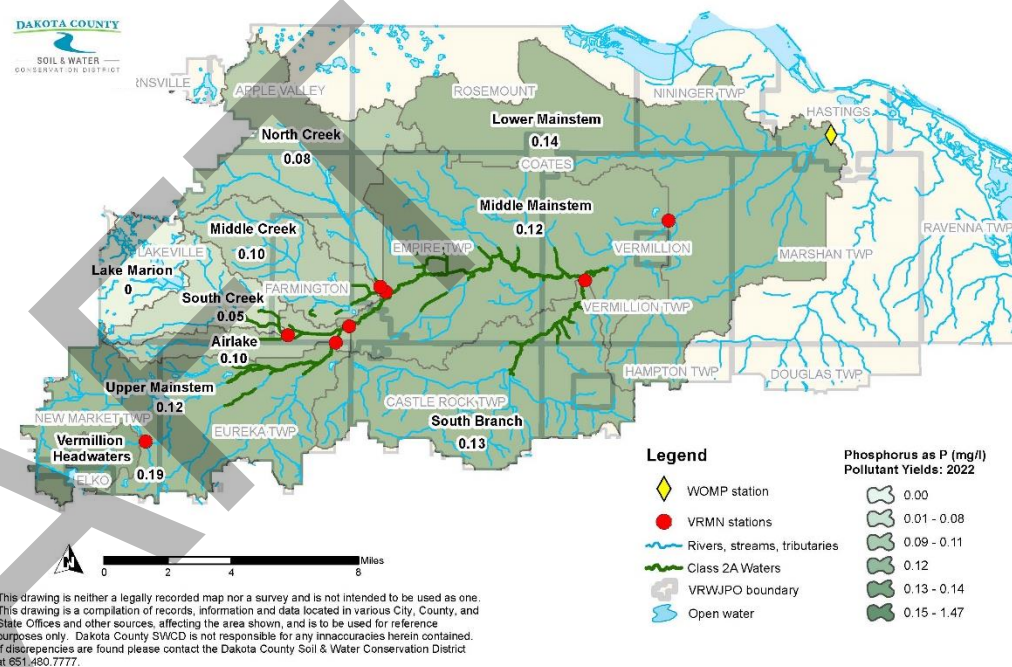 DAKOTA COUNTY
SOIL & WATER
CONSERVATION DISTRICT
RNSVILLE
APPLE VALLEY
ROSEMOUNT
NININGER TWP
HASTINGS
Lower Mainstem
0.14
North Creek
0.08
COATES
Middle Mainstem
0.12
Middle Creek
0.10
LAKEVILLE
EMPIRE TWP
VERMILLION
MARSHAN TWP
RAVENNA TWP
Lake Marion
0
FARMINGTON
South Creek
0.05
VERMILLION TWP
Airlake
0.10
HAMPTON TWP
DOUGLAS TWP
Upper Mainstem
0.12
CASTLE ROCK TWP
NEW MARKET TWP
EUREKA TWP
South Branch
0.13
Vermillion
Headwaters
0.19
ELKO
Legend
WOMP station
VRMN stations
Rivers, streams, tributaries
Class 2A Waters
VRWJPO boundary
Open water
Phosphorus as P (mg/l)
Pollutant Yields: 2022
0.00
0.01 - 0.08
0.09 - 0.11
0.12
0.13 - 0.14
0.15 - 1.47
N
Miles
0 2 4 8
This drawing is neither a legally recorded map nor a survey and is not intended to be used as one.
This drawing is a compilation of records, information and data located in various City, County, and
State Offices and other sources, affecting the area shown, and is to be used for reference
purposes only. Dakota County SWCD is not responsible for any innaccuracies herein contained.
If discrepancies are found please contact the Dakota County Soil & Water Conservation District
at 651.480.7777.